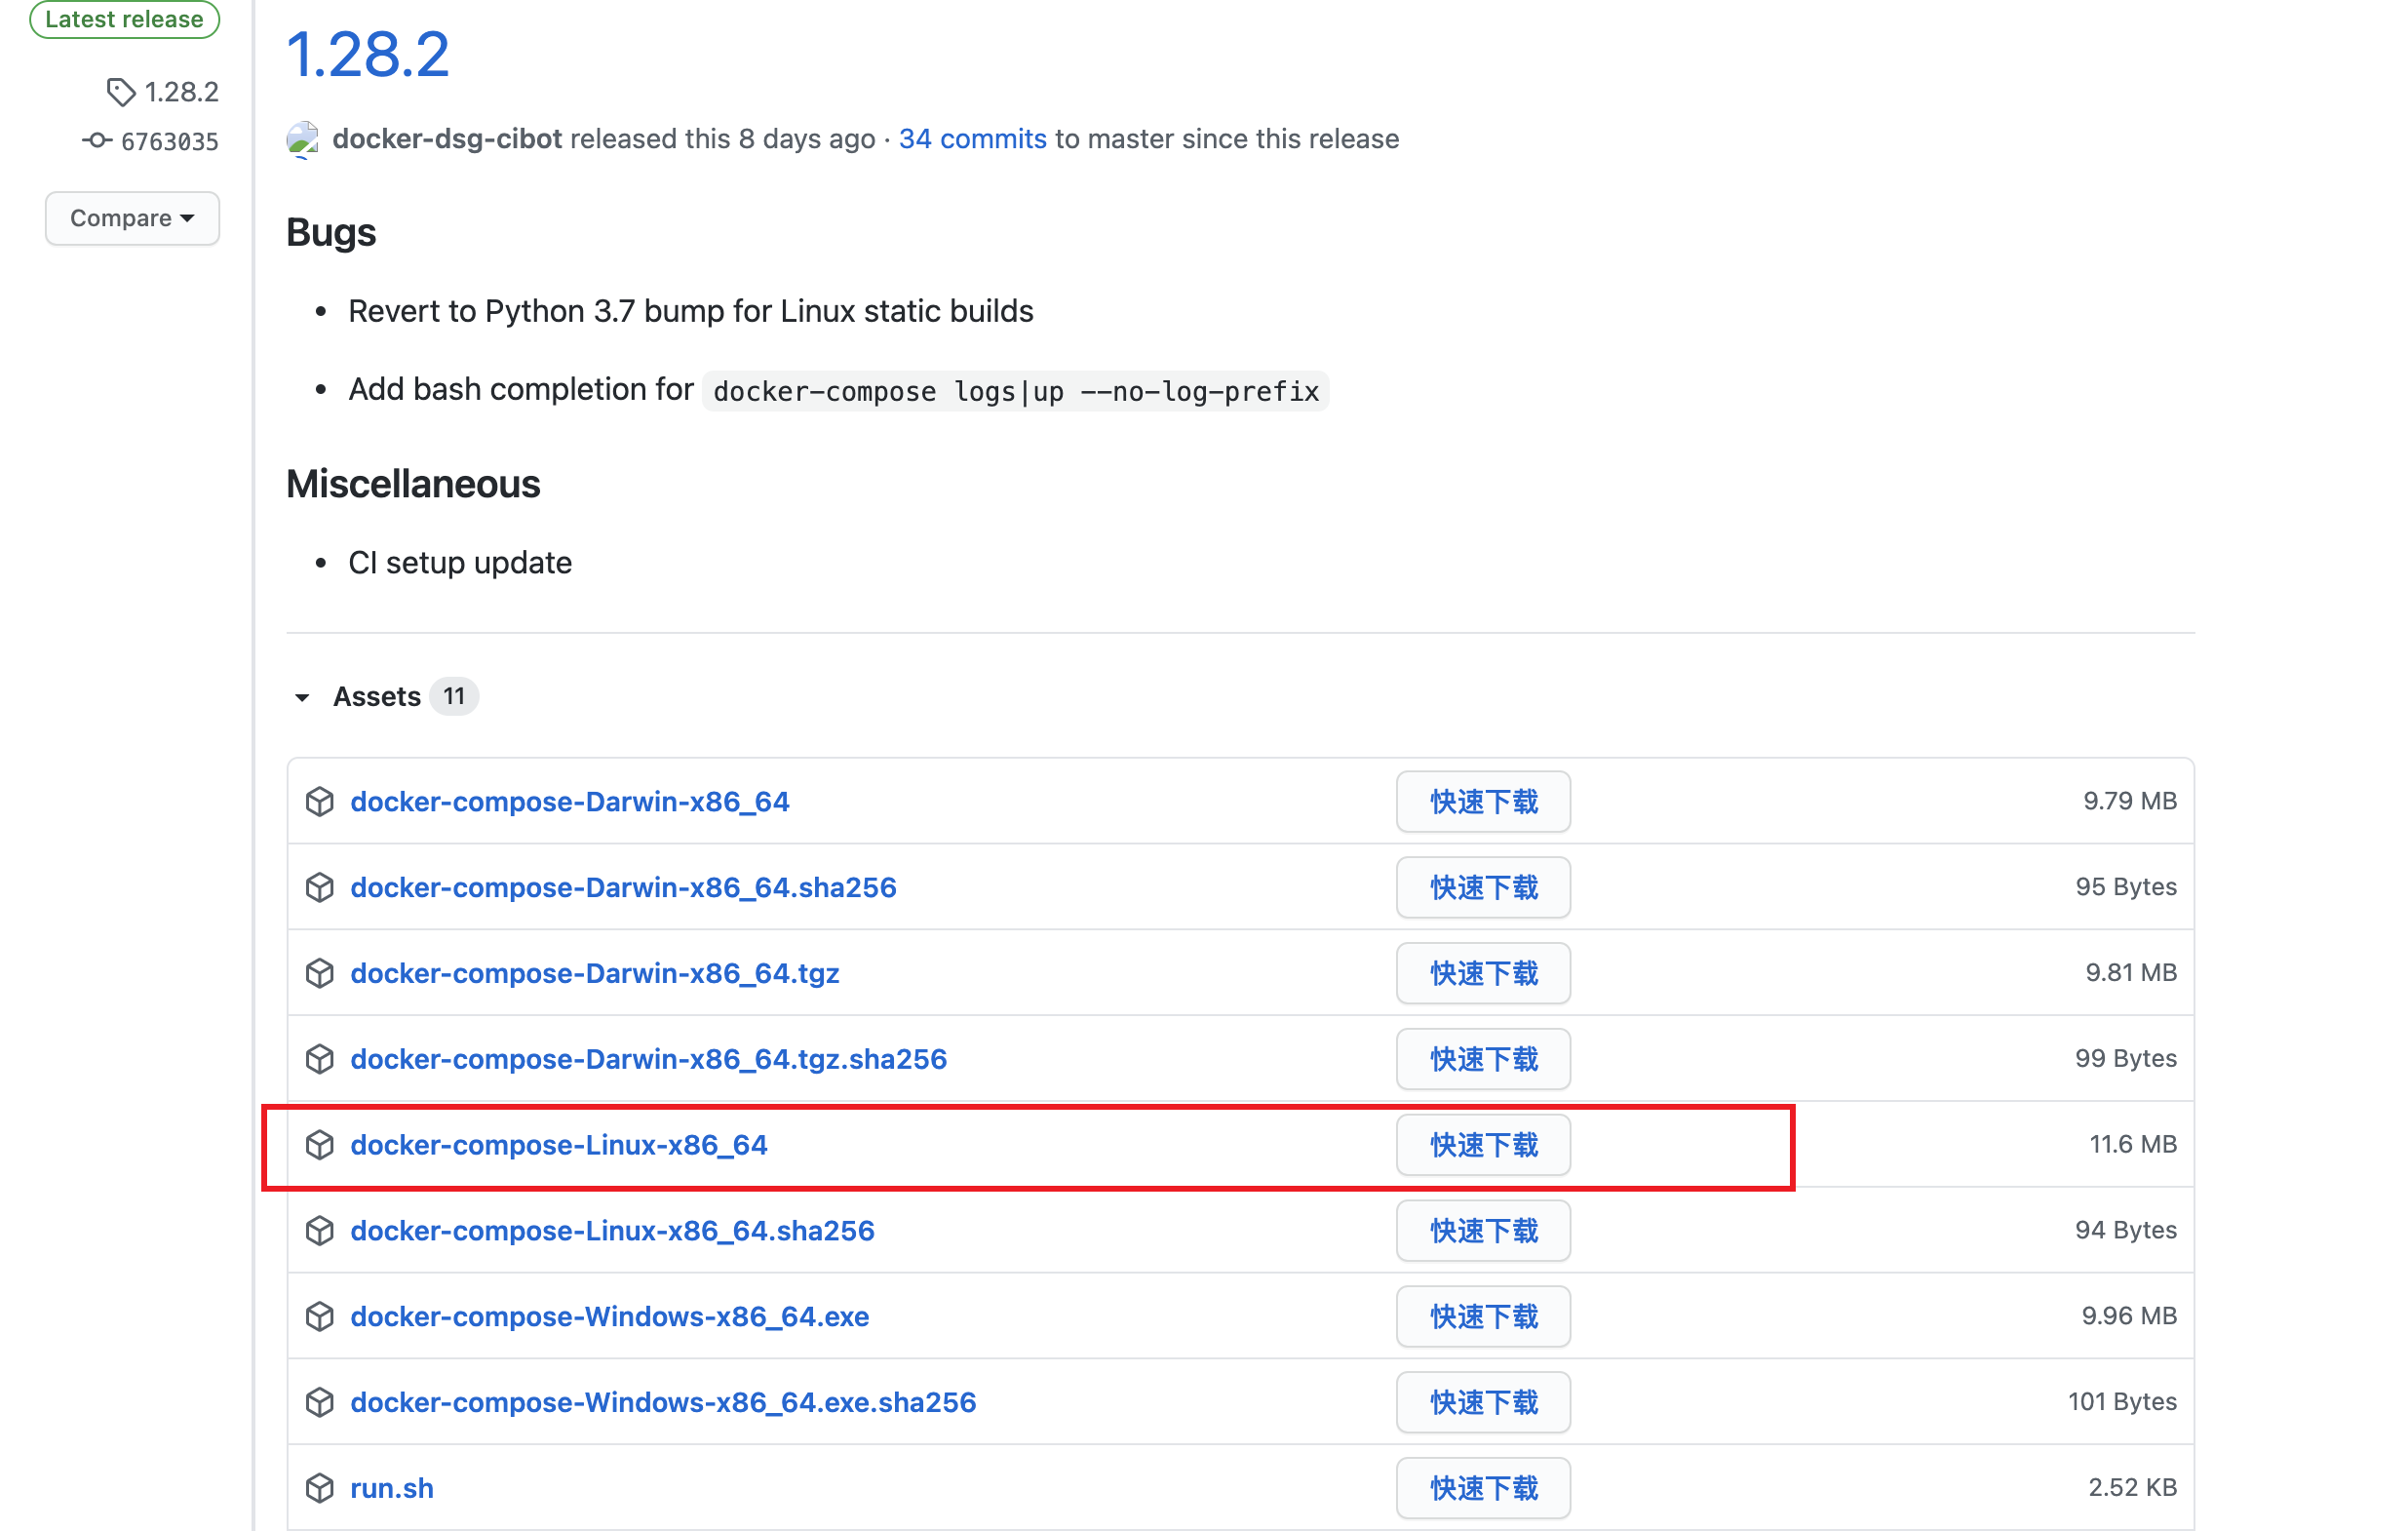 Latest release
1.28.2
6763035
Compare
1.28.2
docker-dsg-cibot released this 8 days ago · 34 commits to master since this release
Bugs
• Revert to Python 3.7 bump for Linux static builds
• Add bash completion for docker-compose logs|up --no-log-prefix
Miscellaneous
• CI setup update
Assets 11
docker-compose-Darwin-x86_64 快速下载 9.79 MB
docker-compose-Darwin-x86_64.sha256 快速下载 95 Bytes
docker-compose-Darwin-x86_64.tgz 快速下载 9.81 MB
docker-compose-Darwin-x86_64.tgz.sha256 快速下载 99 Bytes
docker-compose-Linux-x86_64 快速下载 11.6 MB
docker-compose-Linux-x86_64.sha256 快速下载 94 Bytes
docker-compose-Windows-x86_64.exe 快速下载 9.96 MB
docker-compose-Windows-x86_64.exe.sha256 快速下载 101 Bytes
run.sh 快速下载 2.52 KB